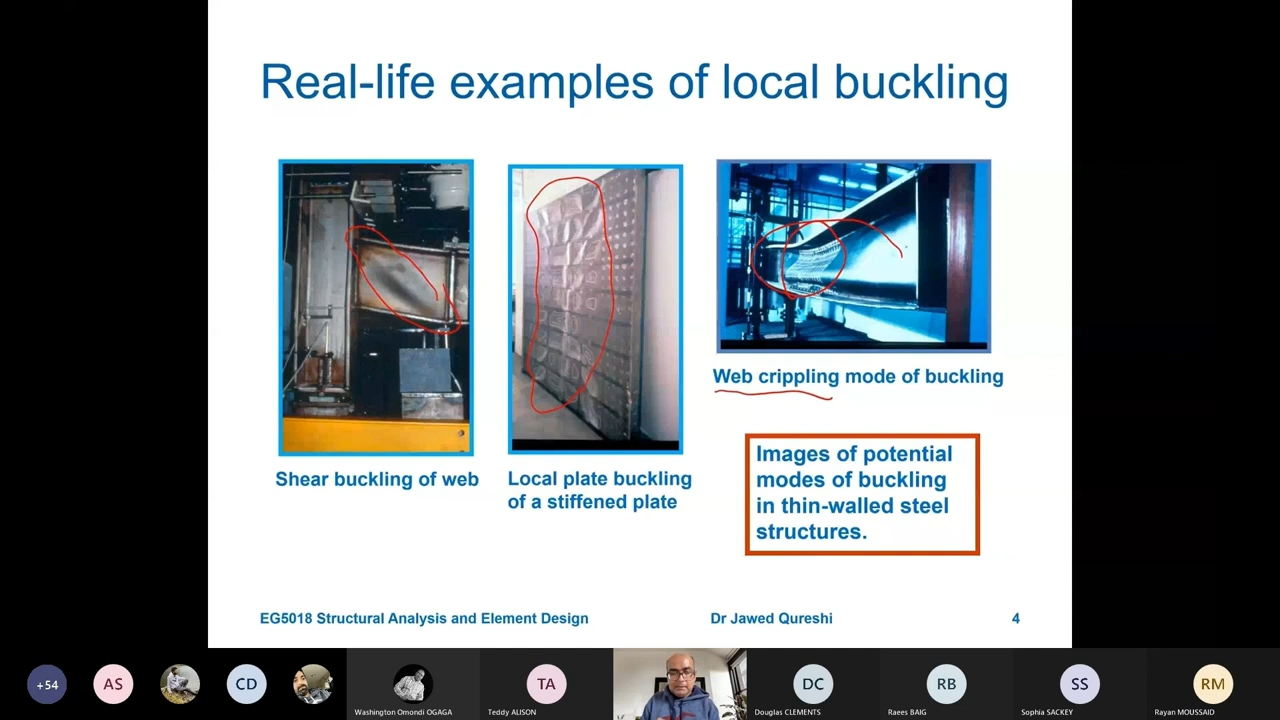 Real-life examples of local buckling
Shear buckling of web
Local plate buckling
of a stiffened plate
Web crippling mode of buckling
Images of potential
modes of buckling
in thin-walled steel
structures.
EG5018 Structural Analysis and Element Design
Dr Jawed Qureshi
4
+54
AS
CD
Washington Omondi OGAGA
TA
Teddy ALISON
DC
Douglas CLEMENTS
RB
Raees BAIG
SS
Sophia SACKEY
RM
Rayan MOUSSAID